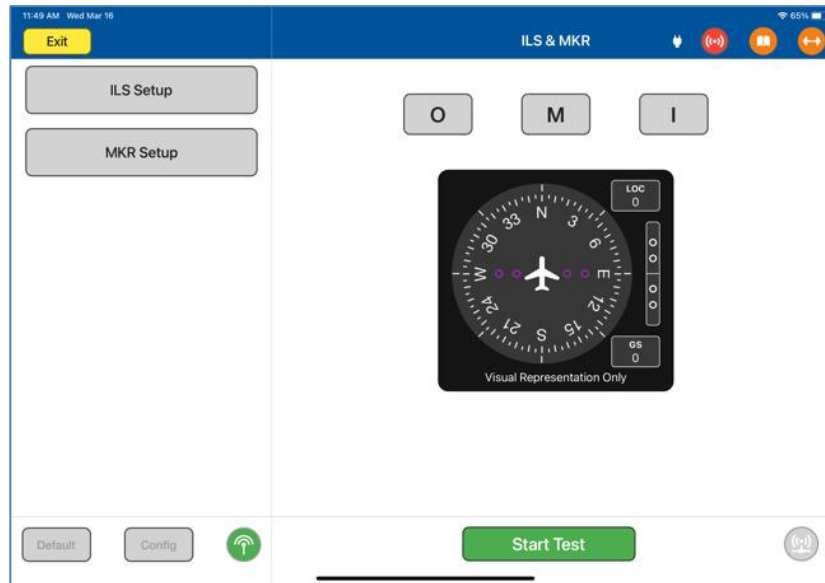 11:49 AM Wed Mar 16
65%
Exit
ILS & MKR
ILS Setup
MKR Setup
O M I
LOC
0
N
33 3
30 6
W E
24 12
21 15
S
GS
0
Visual Representation Only
Default Config
Start Test